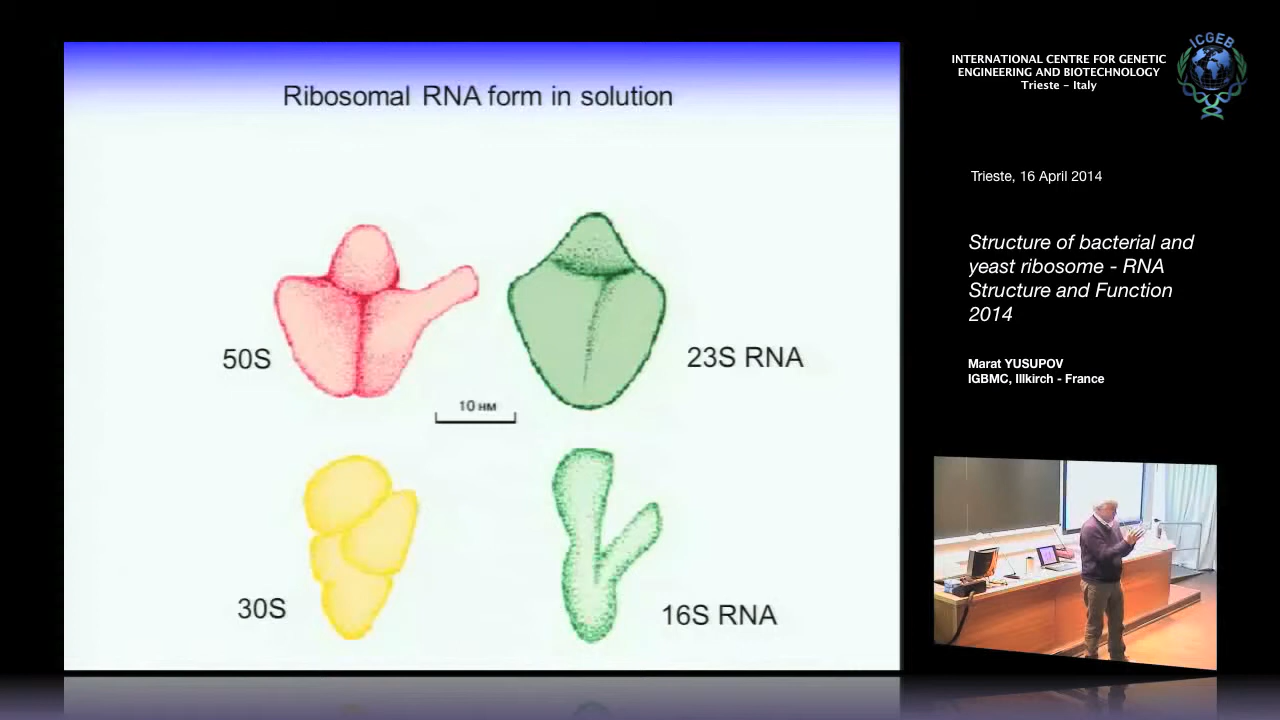 Ribosomal RNA form in solution
50S
23S RNA
10 нм
30S
16S RNA
ICGEB
INTERNATIONAL CENTRE FOR GENETIC
ENGINEERING AND BIOTECHNOLOGY
Trieste - Italy
Trieste, 16 April 2014
Structure of bacterial and
yeast ribosome - RNA
Structure and Function
2014
Marat YUSUPOV
IGBMC, Illkirch - France